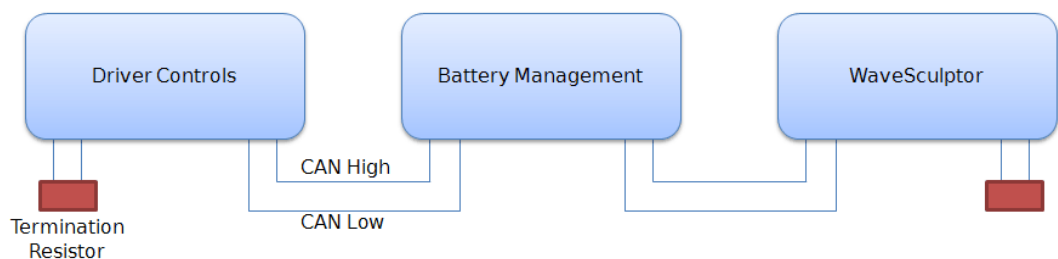 Driver Controls
Battery Management
WaveSculptor
CAN High
CAN Low
Termination
Resistor